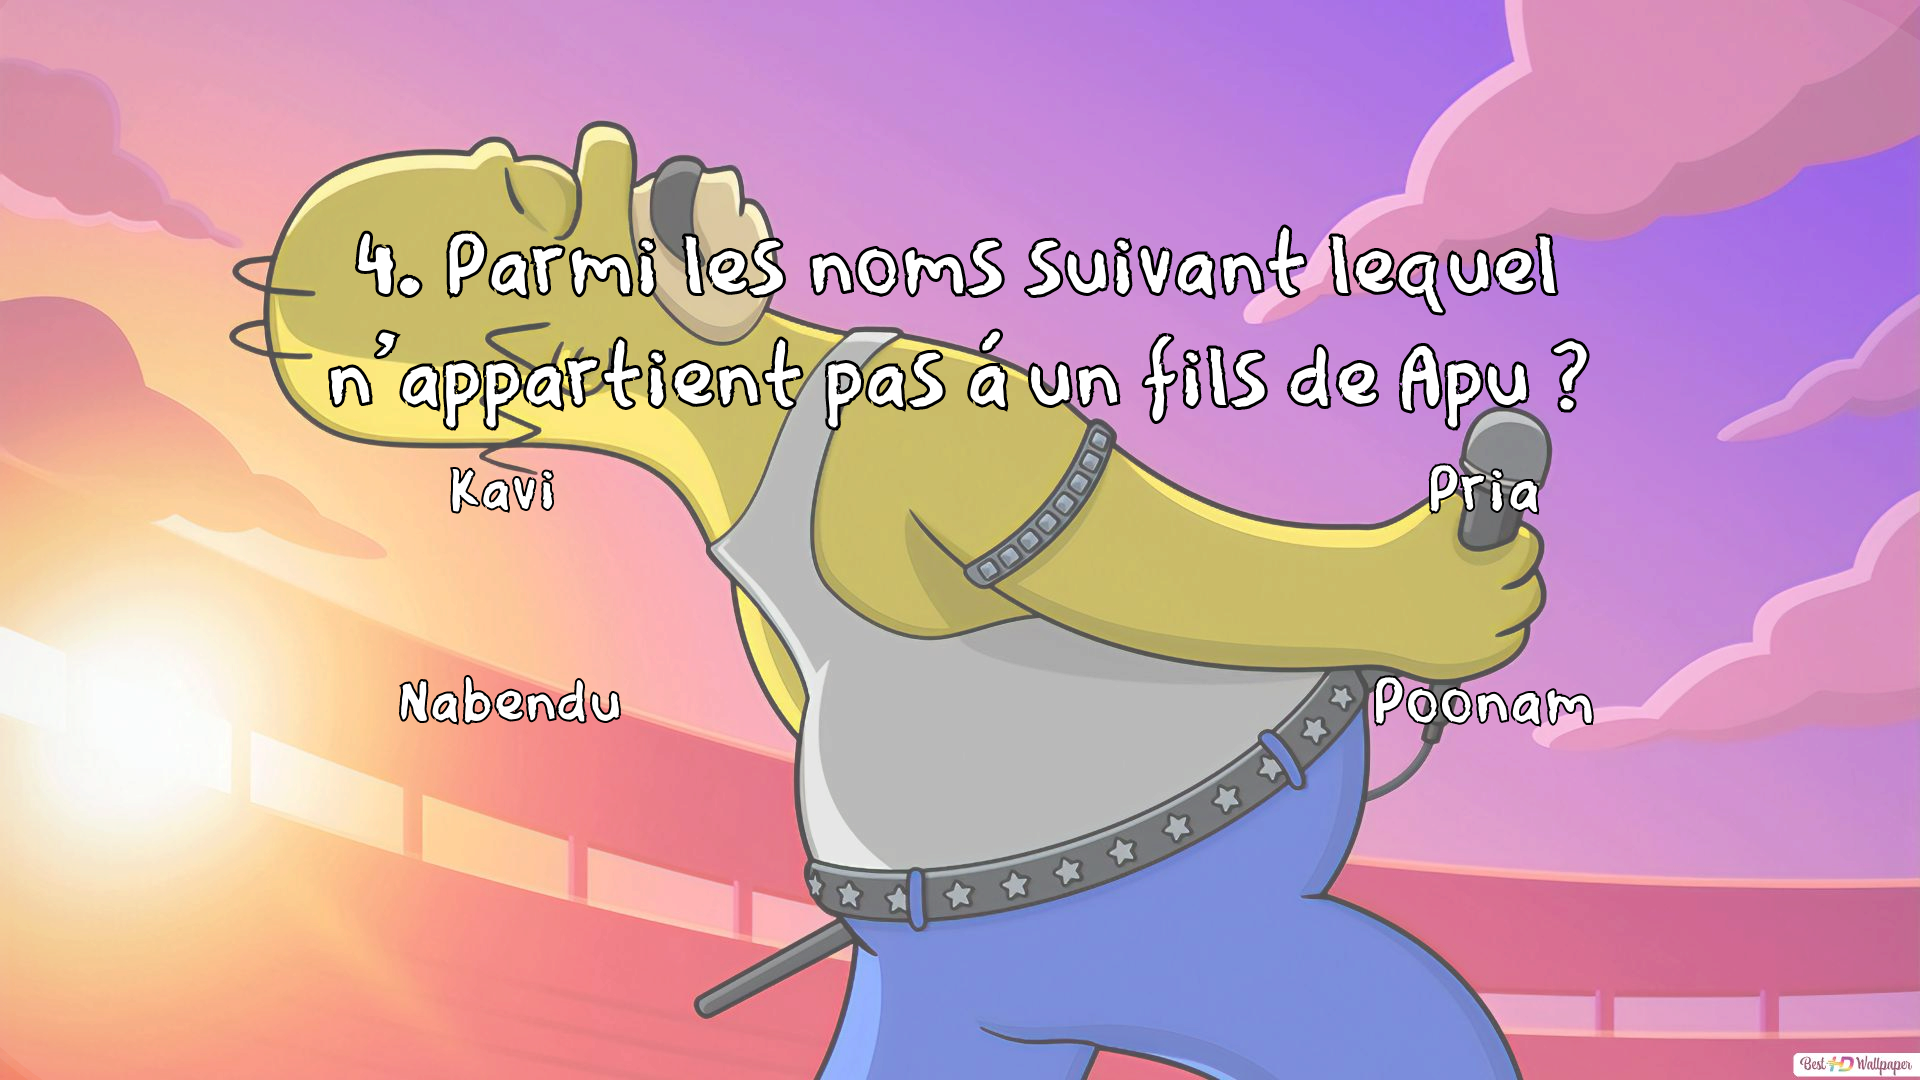 4. Parmi les noms suivant lequel
n'appartient pas á un fils de Apu ?
Kavi
Pria
Nabendu
Poonam
Best HD Wallpaper